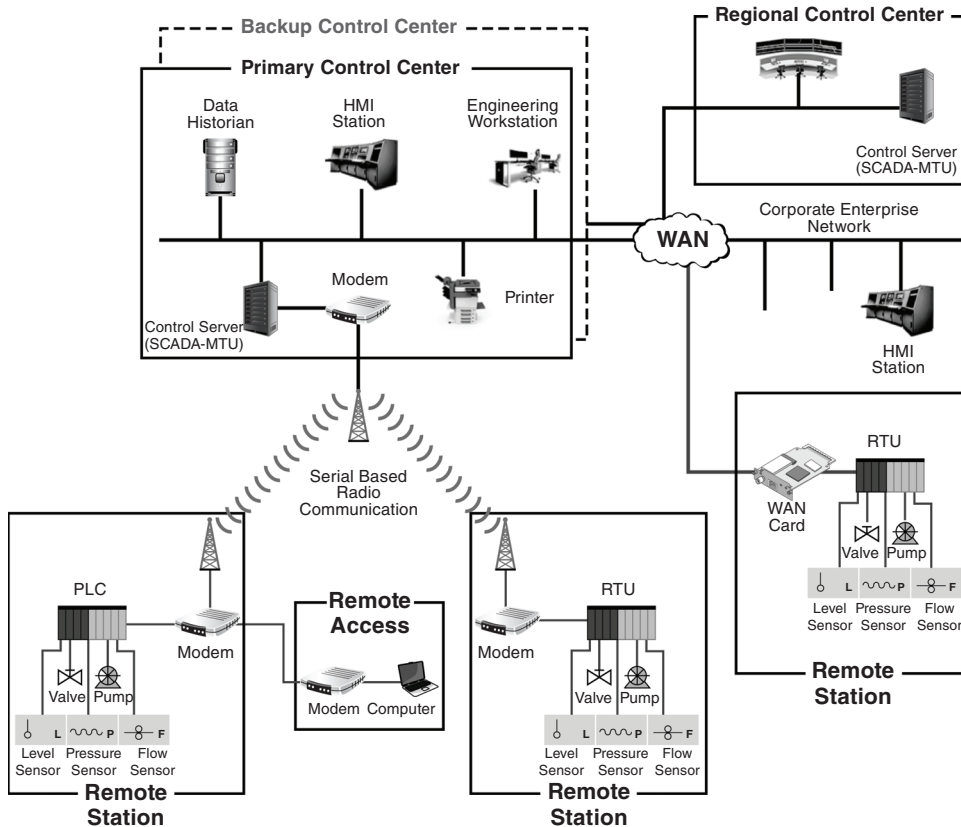 Backup Control Center
Primary Control Center
Data
Historian
HMI
Station
Engineering
Workstation
Control Server
(SCADA-MTU)
Modem
Printer
Regional Control Center
Control Server
(SCADA-MTU)
WAN
Corporate Enterprise
Network
HMI
Station
Serial Based
Radio
Communication
PLC
Modem
Valve
Pump
L
P
F
Level
Sensor
Pressure
Sensor
Flow
Sensor
Remote
Station
Remote
Access
Modem
Computer
RTU
Modem
Valve
Pump
L
P
F
Level
Sensor
Pressure
Sensor
Flow
Sensor
Remote
Station
RTU
WAN
Card
Valve
Pump
L
P
F
Level
Sensor
Pressure
Sensor
Flow
Sensor
Remote
Station